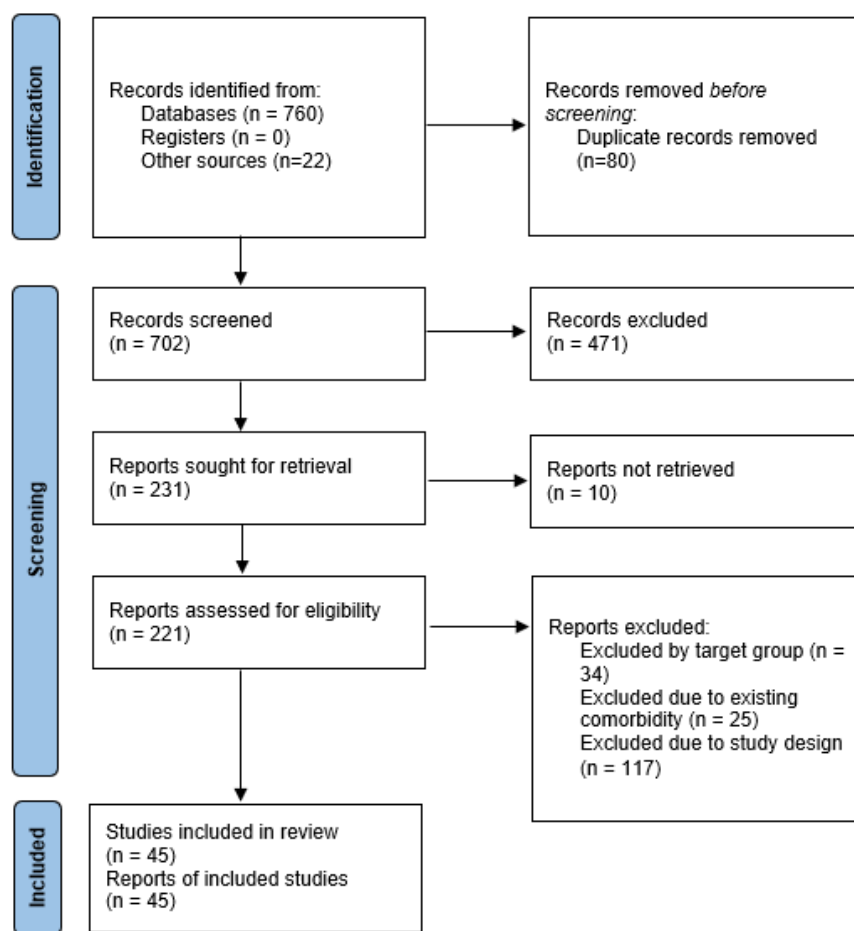 Identification
Records identified from:
Databases (n = 760)
Registers (n = 0)
Other sources (n=22)
Records removed before
screening:
Duplicate records removed
(n=80)
Screening
Records screened
(n = 702)
Records excluded
(n = 471)
Reports sought for retrieval
(n = 231)
Reports not retrieved
(n = 10)
Reports assessed for eligibility
(n = 221)
Reports excluded:
Excluded by target group (n =
34)
Excluded due to existing
comorbidity (n = 25)
Excluded due to study design
(n = 117)
Included
Studies included in review
(n = 45)
Reports of included studies
(n = 45)